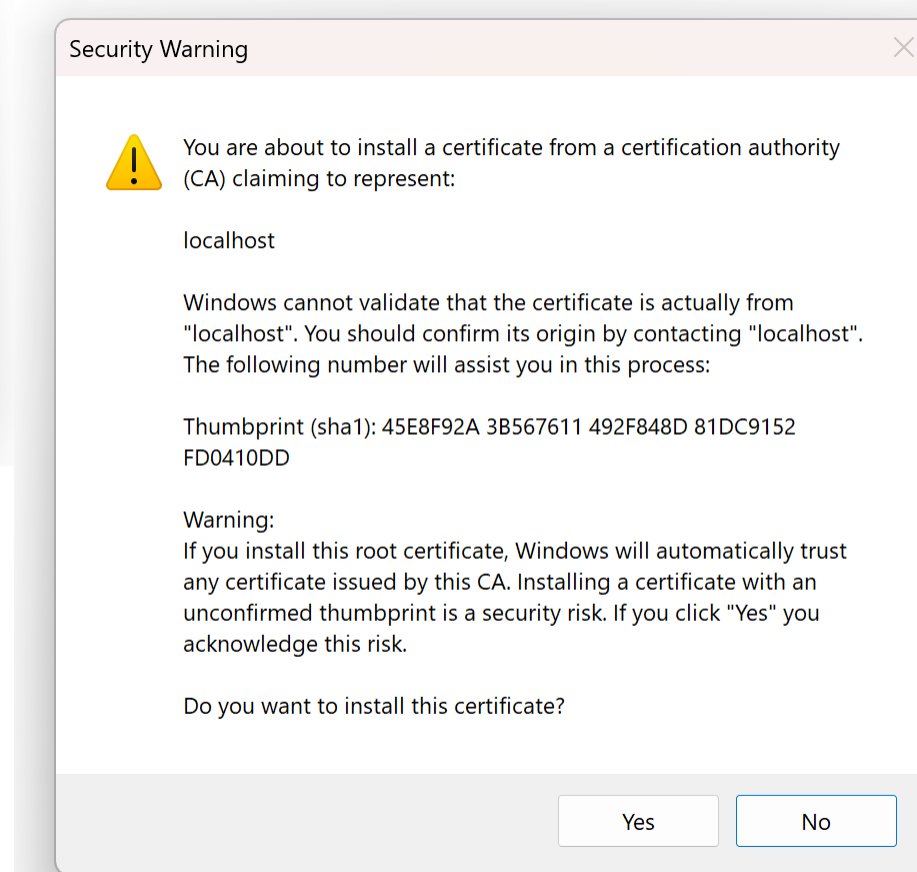 Security Warning
You are about to install a certificate from a certification authority
(CA) claiming to represent:
localhost
Windows cannot validate that the certificate is actually from
"localhost". You should confirm its origin by contacting "localhost".
The following number will assist you in this process:
Thumbprint (sha1): 45E8F92A 3B567611 492F848D 81DC9152
FD0410DD
Warning:
If you install this root certificate, Windows will automatically trust
any certificate issued by this CA. Installing a certificate with an
unconfirmed thumbprint is a security risk. If you click "Yes" you
acknowledge this risk.
Do you want to install this certificate?
Yes
No